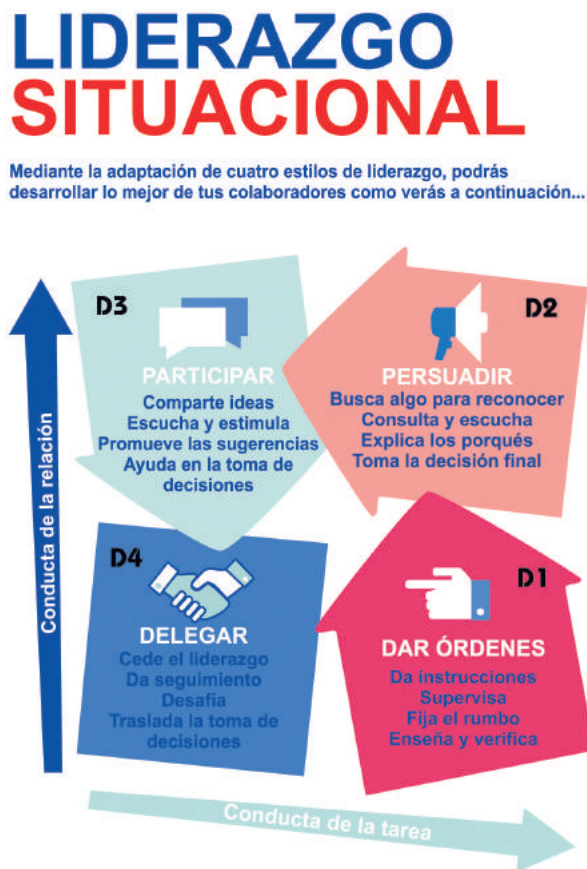 LIDERAZGO
SITUACIONAL
Mediante la adaptación de cuatro estilos de liderazgo, podrás
desarrollar lo mejor de tus colaboradores como verás a continuación...
D3
PARTICIPAR
Comparte ideas
Escucha y estimula
Promueve las sugerencias
Ayuda en la toma de
decisiones
D2
PERSUADIR
Busca algo para reconocer
Consulta y escucha
Explica los porqués
Toma la decisión final
D4
DELEGAR
Cede el liderazgo
Da seguimiento
Desafía
Traslada la toma de
decisiones
D1
DAR ÓRDENES
Da instrucciones
Supervisa
Fija el rumbo
Enseña y verifica
Conducta de la relación
Conducta de la tarea